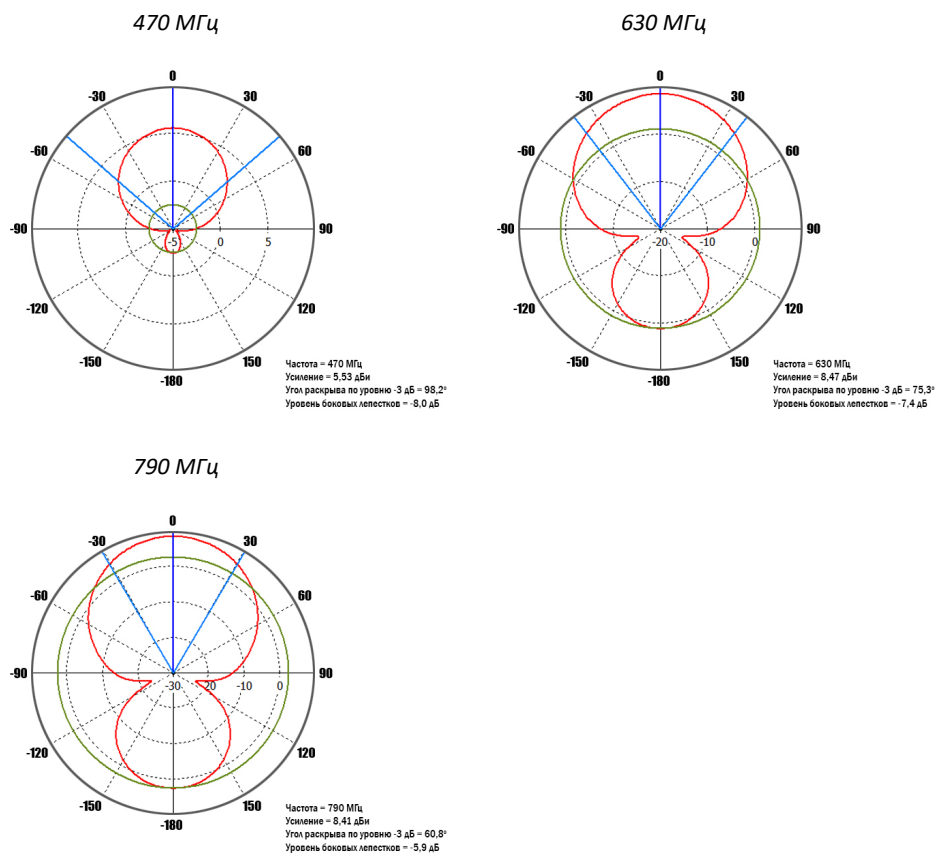 470 МГц
630 МГц
0
-30 30
-60 60
-90 90
-5 0 5
-120 120
-150 150
-180
Частота = 470 МГц
Усиление = 5,53 дБи
Угол раскрыва по уровню -3 дБ = 98,2°
Уровень боковых лепестков = -8,0 дБ
0
-30 30
-60 60
-90 90
-20 -10 0
-120 120
-150 150
-180
Частота = 630 МГц
Усиление = 8,47 дБи
Угол раскрыва по уровню -3 дБ = 75,3°
Уровень боковых лепестков = -7,4 дБ
790 МГц
0
-30 30
-60 60
-90 90
-30 -20 -10 0
-120 120
-150 150
-180
Частота = 790 МГц
Усиление = 8,41 дБи
Угол раскрыва по уровню -3 дБ = 60,8°
Уровень боковых лепестков = -5,9 дБ